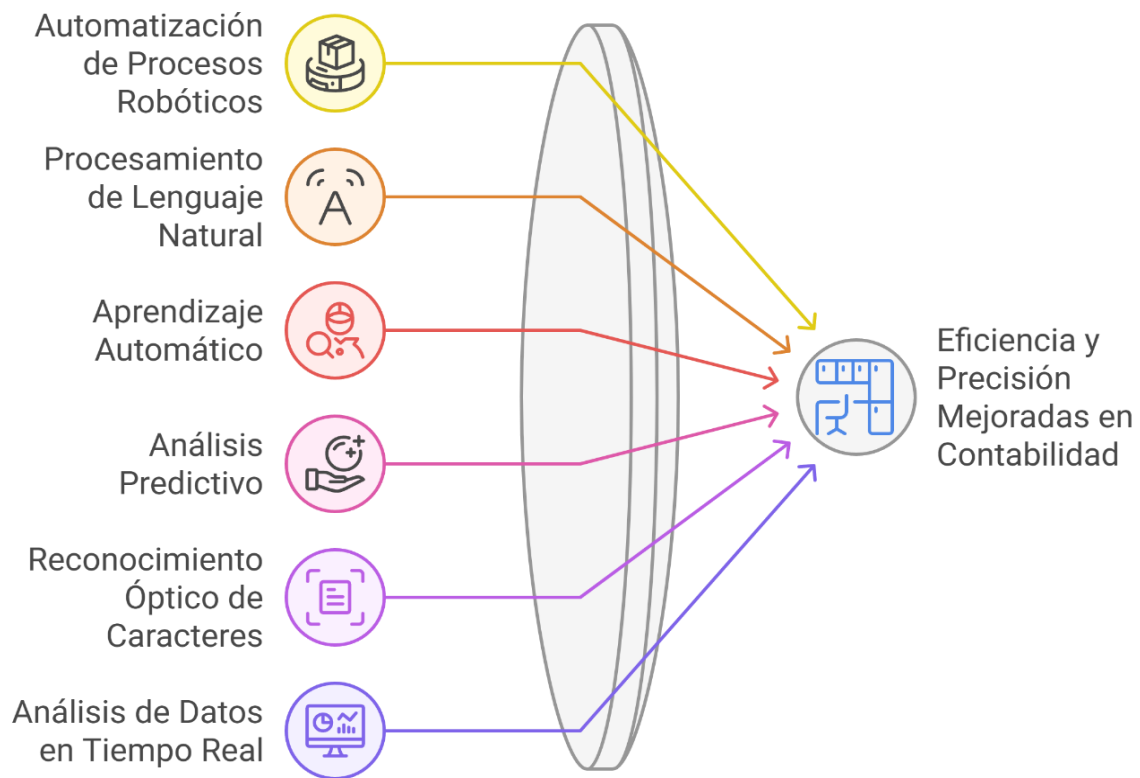 Automatización
de Procesos
Robóticos
Procesamiento
de Lenguaje
Natural
Aprendizaje
Automático
Análisis
Predictivo
Reconocimiento
Óptico de
Caracteres
Análisis de Datos
en Tiempo Real
Eficiencia y
Precisión
Mejoradas en
Contabilidad